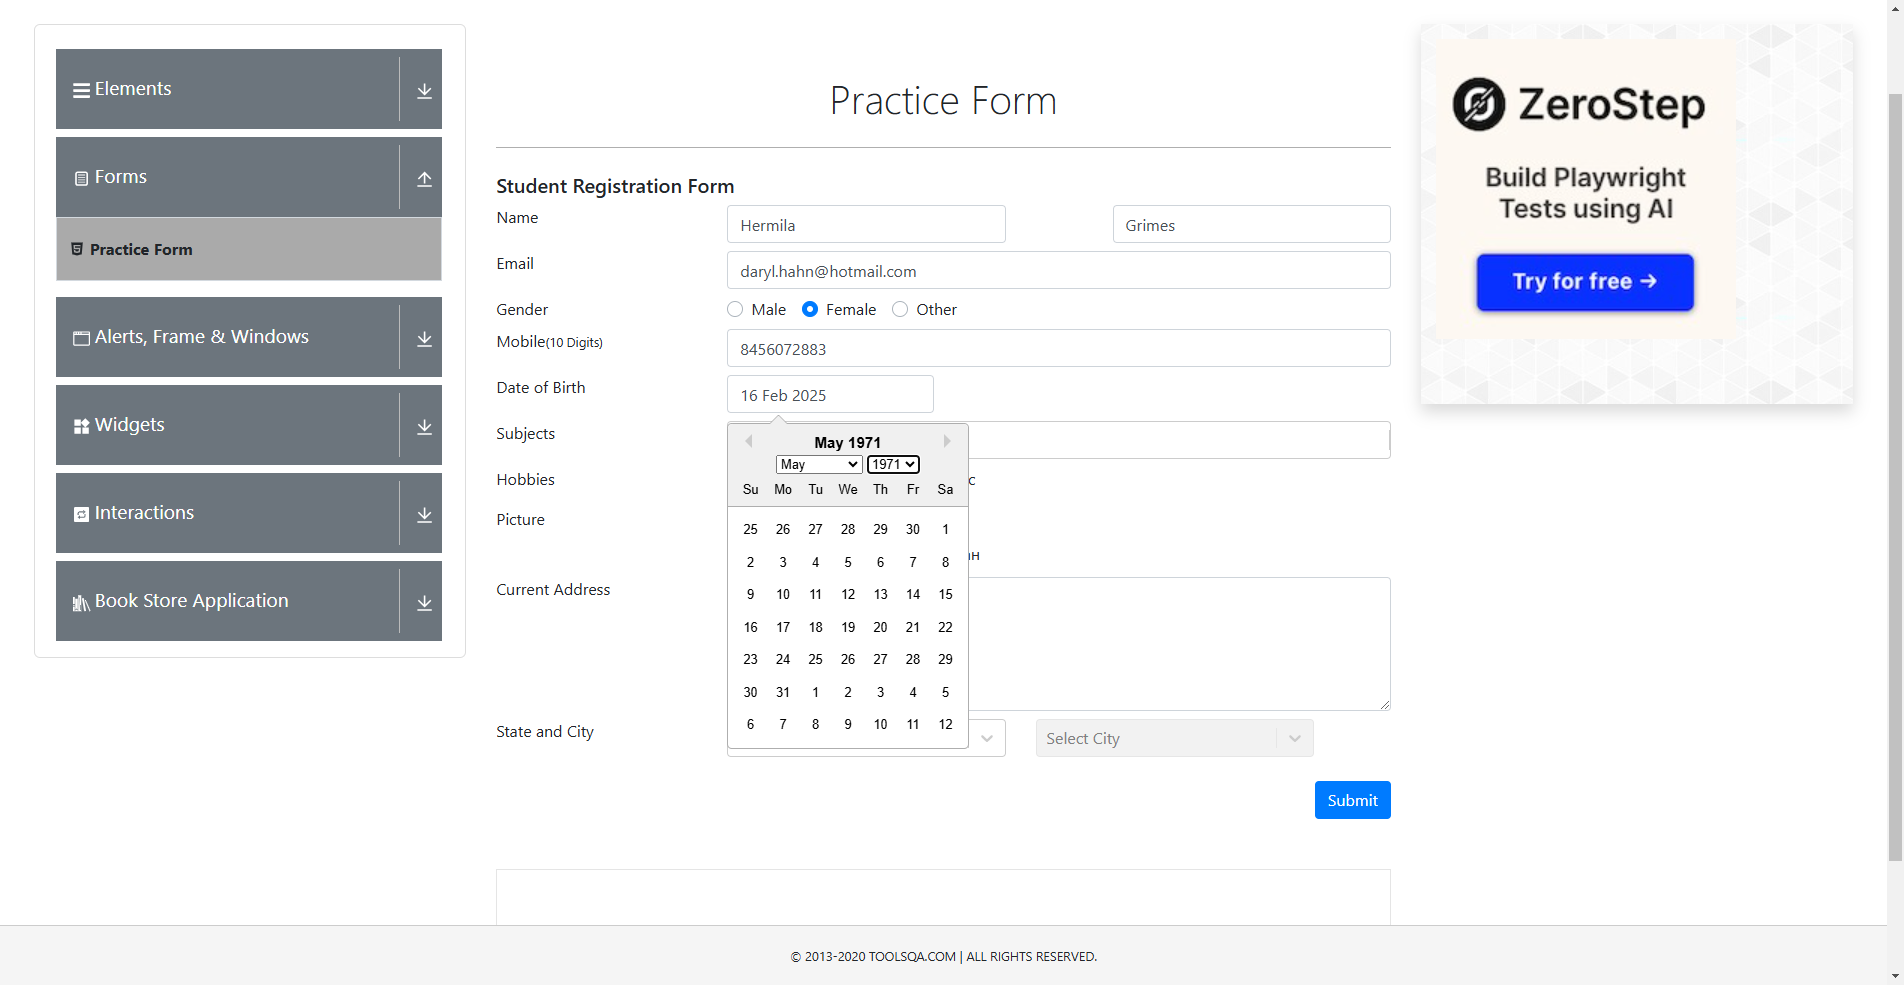 Elements
Forms
Practice Form
Alerts, Frame & Windows
Widgets
Interactions
Book Store Application
Practice Form
Student Registration Form
Name
Hermila
Grimes
Email
daryl.hahn@hotmail.com
Gender
Male
Female
Other
Mobile(10 Digits)
8456072883
Date of Birth
16 Feb 2025
May 1971
May
1971
Su Mo Tu We Th Fr Sa
25 26 27 28 29 30 1
2 3 4 5 6 7 8
9 10 11 12 13 14 15
16 17 18 19 20 21 22
23 24 25 26 27 28 29
30 31 1 2 3 4 5
6 7 8 9 10 11 12
Subjects
Hobbies
Picture
Current Address
State and City
Select City
Submit
ZeroStep
Build Playwright
Tests using AI
Try for free →
© 2013-2020 TOOLSQA.COM | ALL RIGHTS RESERVED.